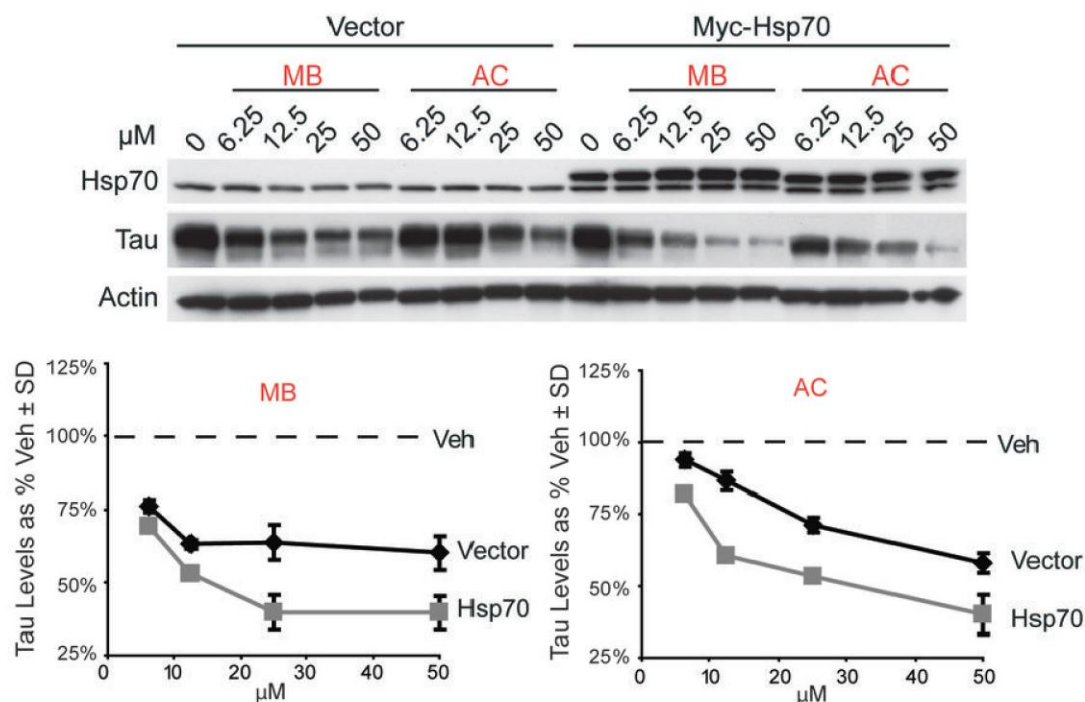 Vector Myc-Hsp70
MB AC MB AC
µM 0 6.25 12.5 25 50 6.25 12.5 25 50 0 6.25 12.5 25 50 6.25 12.5 25 50
Hsp70
Tau
Actin
Tau Levels as % Veh ± SD
125%
100%
75%
50%
25%
MB
Veh
Vector
Hsp70
0 10 20 30 40 50
µM
Tau Levels as % Veh ± SD
125%
100%
75%
50%
25%
AC
Veh
Vector
Hsp70
0 10 20 30 40 50
µM